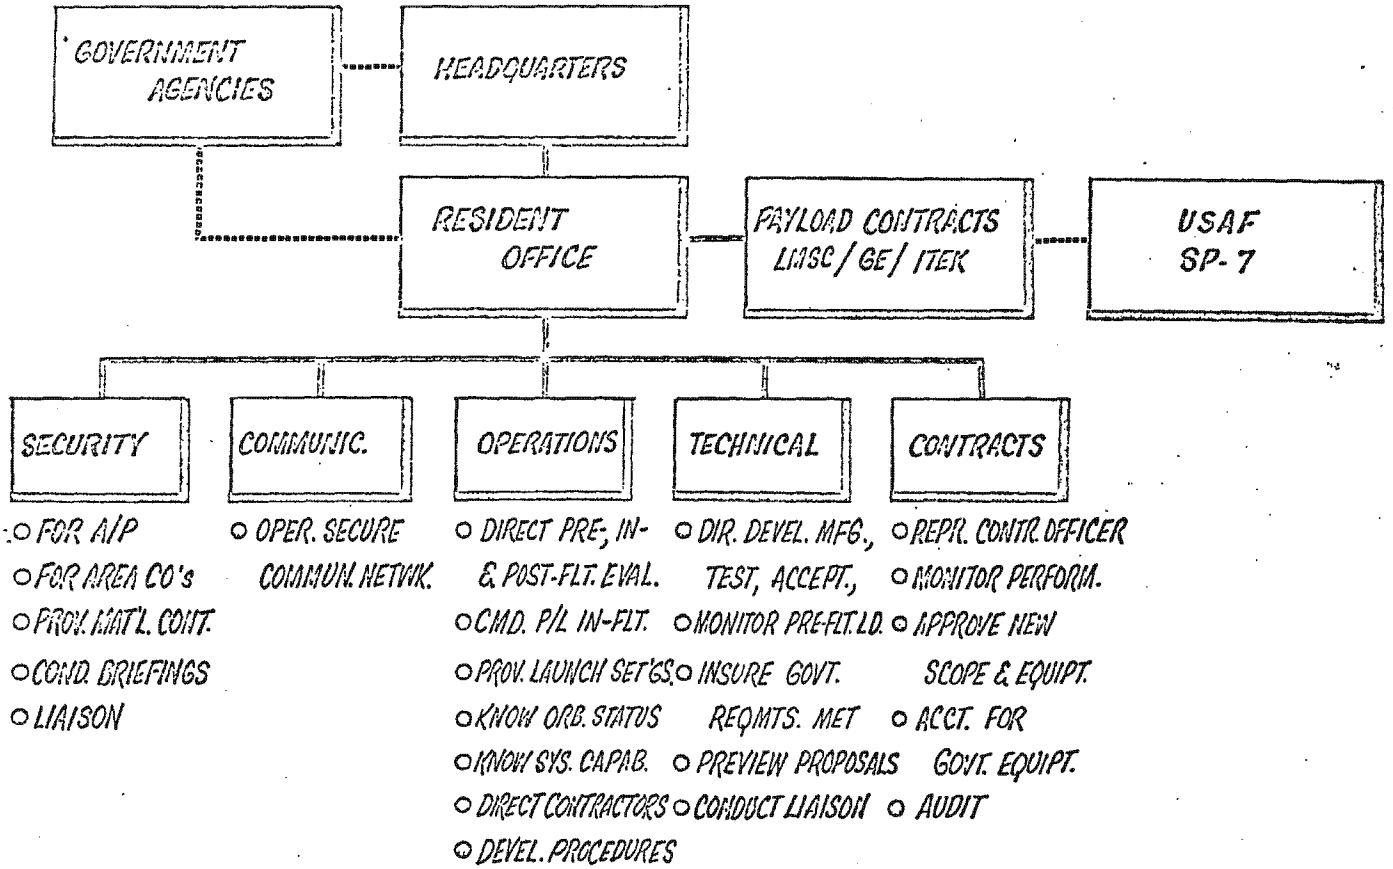 GOVERNMENT
AGENCIES
HEADQUARTERS
RESIDENT
OFFICE
PAYLOAD CONTRACTS
LMSC/GE/ITEK
USAF
SP-7
SECURITY
○ FOR A/P
○ FOR AREA CO's
○ PROV. MAT'L. CONT.
○ COND. BRIEFINGS
○ LIAISON
COMMUNIC.
○ OPER. SECURE
COMMUN. NETWK.
OPERATIONS
○ DIRECT PRE-, IN-
& POST-FLT. EVAL.
○ CMD. P/L IN-FLT.
○ PROV. LAUNCH SET'GS.
○ KNOW ORB. STATUS
○ KNOW SYS. CAPAB.
○ DIRECT CONTRACTORS
○ DEVEL. PROCEDURES
TECHNICAL
○ DIR. DEVEL. MFG.,
TEST, ACCEPT.,
○ MONITOR PRE-FLT. LD.
○ INSURE GOVT.
REQMTS. MET
○ PREVIEW PROPOSALS
○ CONDUCT LIAISON
CONTRACTS
○ REPR. CONTR. OFFICER
○ MONITOR PERFORM.
○ APPROVE NEW
SCOPE & EQUIPT.
○ ACCT. FOR
GOVT. EQUIPT.
○ AUDIT